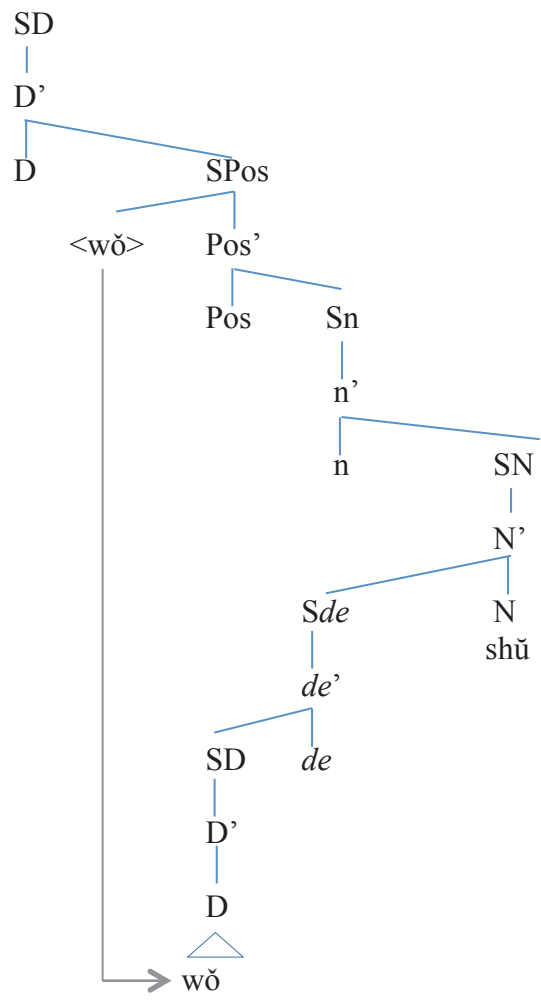 SD
D’
D SPos
<wǒ> Pos’
Pos Sn
n’
n SN
N’
Sde N
shŭ
de’
SD de
D’
D
wǒ